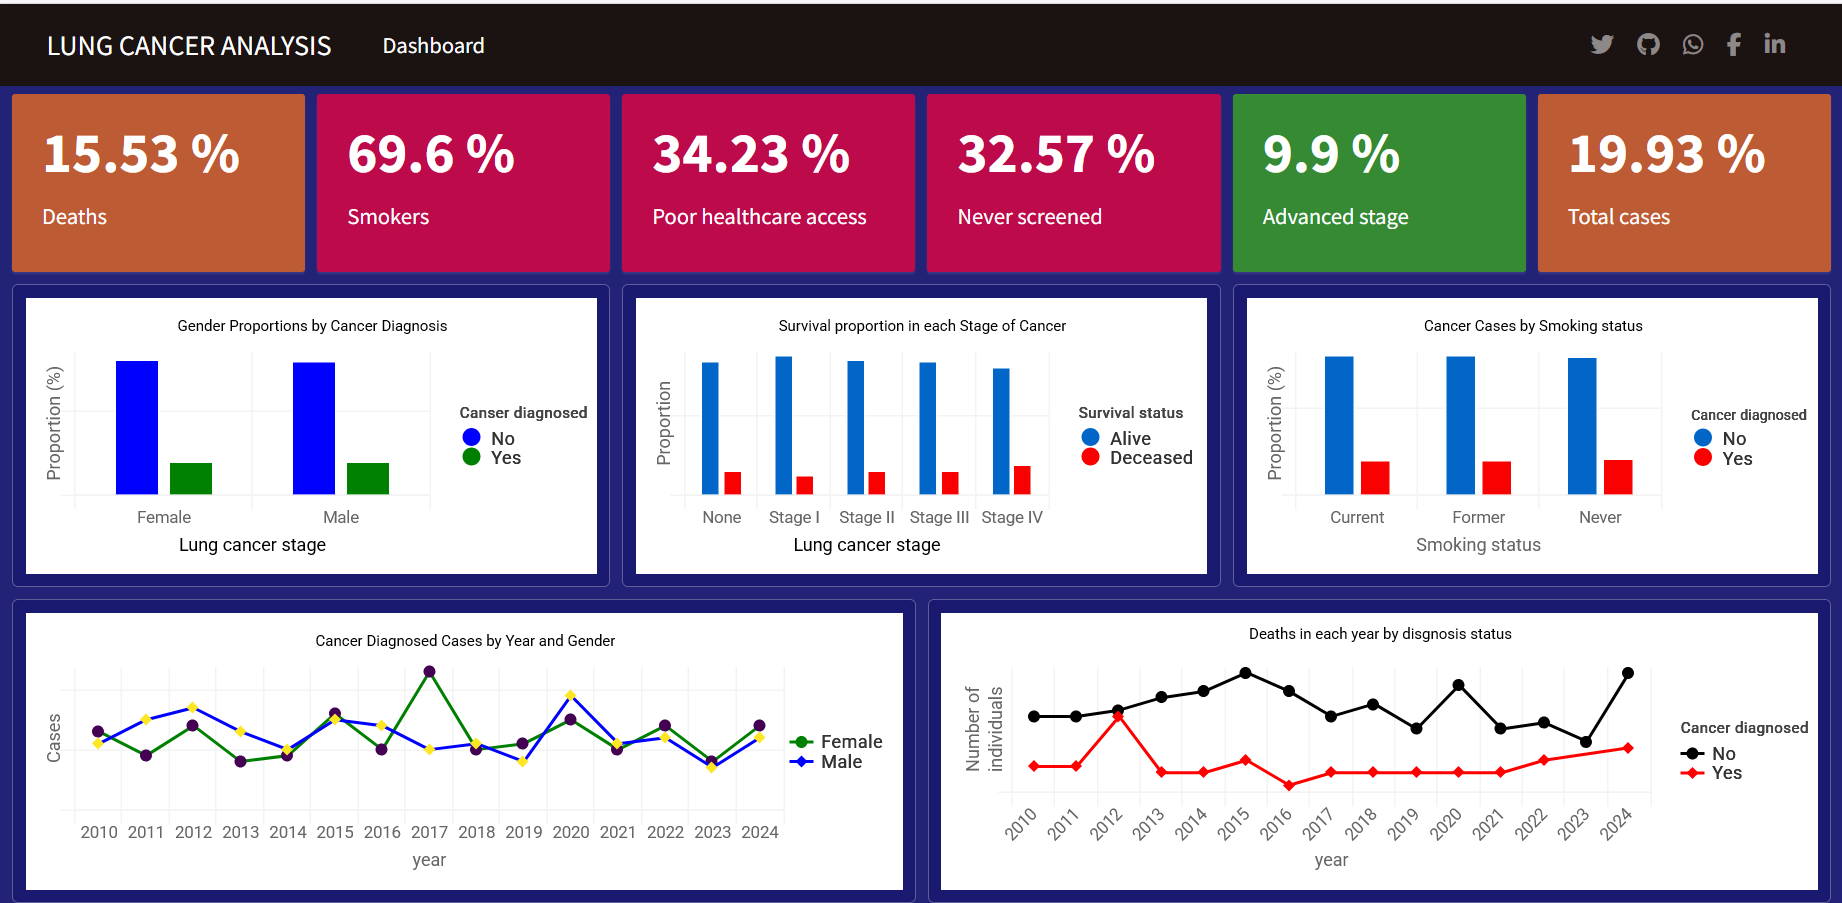 LUNG CANCER ANALYSIS Dashboard
15.53 %
Deaths
69.6 %
Smokers
34.23 %
Poor healthcare access
32.57 %
Never screened
9.9 %
Advanced stage
19.93 %
Total cases
Gender Proportions by Cancer Diagnosis
Proportion (%)
Female Male
Lung cancer stage
Canser diagnosed
No
Yes
Survival proportion in each Stage of Cancer
Proportion
None Stage I Stage II Stage III Stage IV
Lung cancer stage
Survival status
Alive
Deceased
Cancer Cases by Smoking status
Proportion (%)
Current Former Never
Smoking status
Cancer diagnosed
No
Yes
Cancer Diagnosed Cases by Year and Gender
Cases
2010 2011 2012 2013 2014 2015 2016 2017 2018 2019 2020 2021 2022 2023 2024
year
Female
Male
Deaths in each year by disgnosis status
Number of
individuals
2010 2011 2012 2013 2014 2015 2016 2017 2018 2019 2020 2021 2022 2023 2024
year
Cancer diagnosed
No
Yes